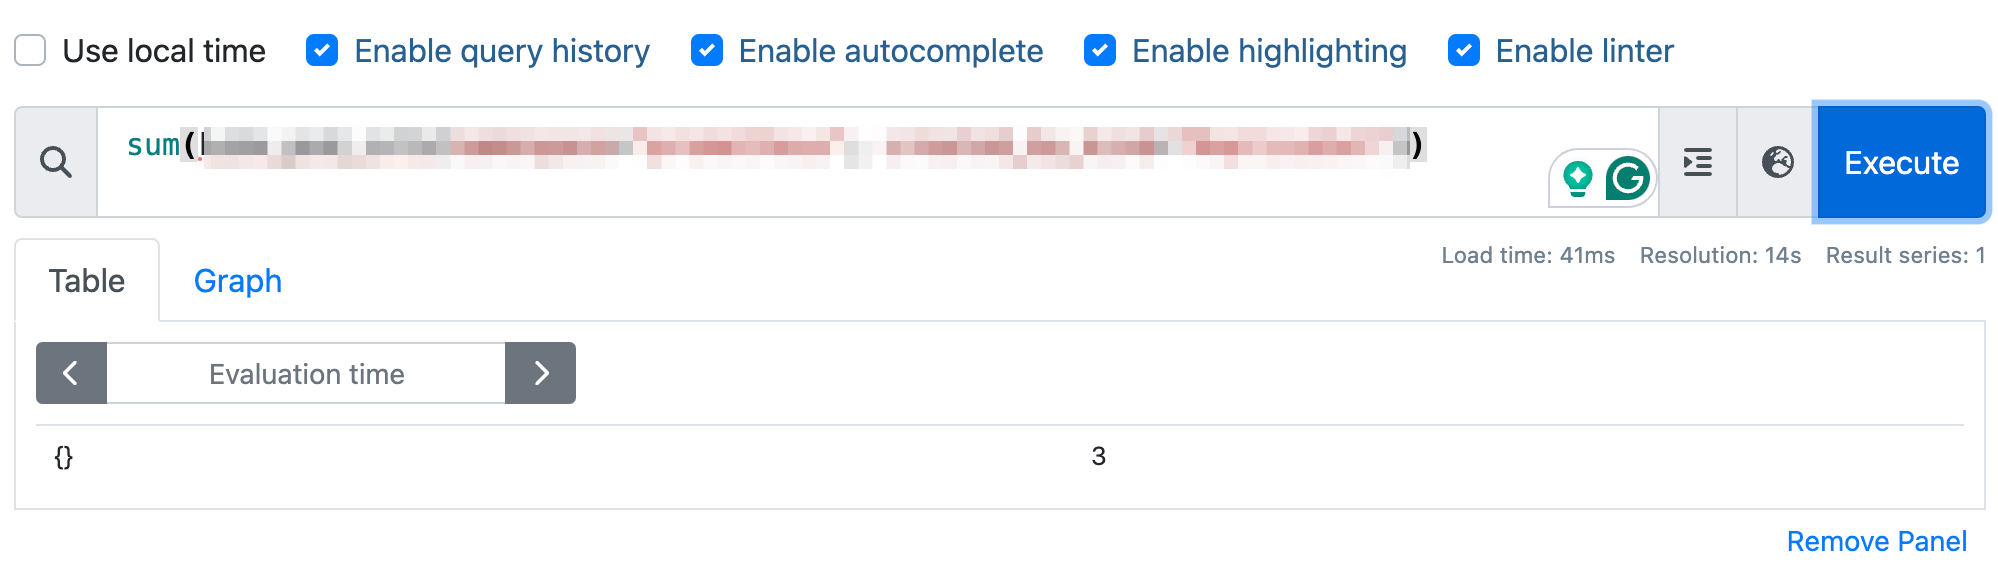 Use local time Enable query history Enable autocomplete Enable highlighting Enable linter
sum( )
Execute
Load time: 41ms Resolution: 14s Result series: 1
Table Graph
Evaluation time
{} 3
Remove Panel